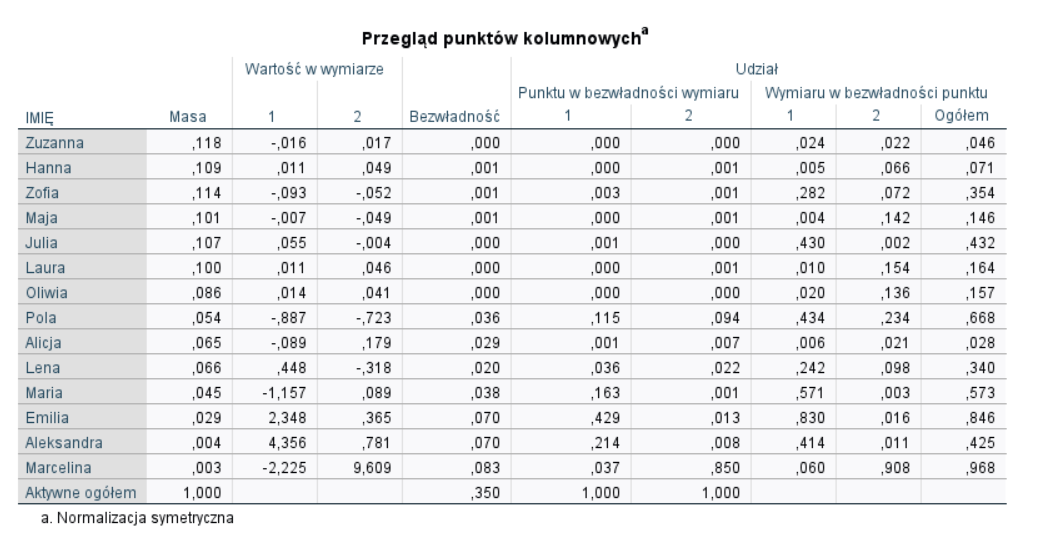 Przegląd punktów kolumnowychª
Wartość w wymiarze Udział
Punktu w bezwładności wymiaru Wymiaru w bezwładności punktu
IMIĘ Masa 1 2 Bezwładność 1 2 1 2 Ogółem
Zuzanna ,118 -,016 ,017 ,000 ,000 ,000 ,024 ,022 ,046
Hanna ,109 ,011 ,049 ,001 ,000 ,001 ,005 ,066 ,071
Zofia ,114 -,093 -,052 ,001 ,003 ,001 ,282 ,072 ,354
Maja ,101 -,007 -,049 ,001 ,000 ,001 ,004 ,142 ,146
Julia ,107 ,055 -,004 ,000 ,001 ,000 ,430 ,002 ,432
Laura ,100 ,011 ,046 ,000 ,000 ,001 ,010 ,154 ,164
Oliwia ,086 ,014 ,041 ,000 ,000 ,000 ,020 ,136 ,157
Pola ,054 -,887 -,723 ,036 ,115 ,094 ,434 ,234 ,668
Alicja ,065 -,089 ,179 ,029 ,001 ,007 ,006 ,021 ,028
Lena ,066 ,448 -,318 ,020 ,036 ,022 ,242 ,098 ,340
Maria ,045 -1,157 ,089 ,038 ,163 ,001 ,571 ,003 ,573
Emilia ,029 2,348 ,365 ,070 ,429 ,013 ,830 ,016 ,846
Aleksandra ,004 4,356 ,781 ,070 ,214 ,008 ,414 ,011 ,425
Marcelina ,003 -2,225 9,609 ,083 ,037 ,850 ,060 ,908 ,968
Aktywne ogółem 1,000 ,350 1,000 1,000
a. Normalizacja symetryczna